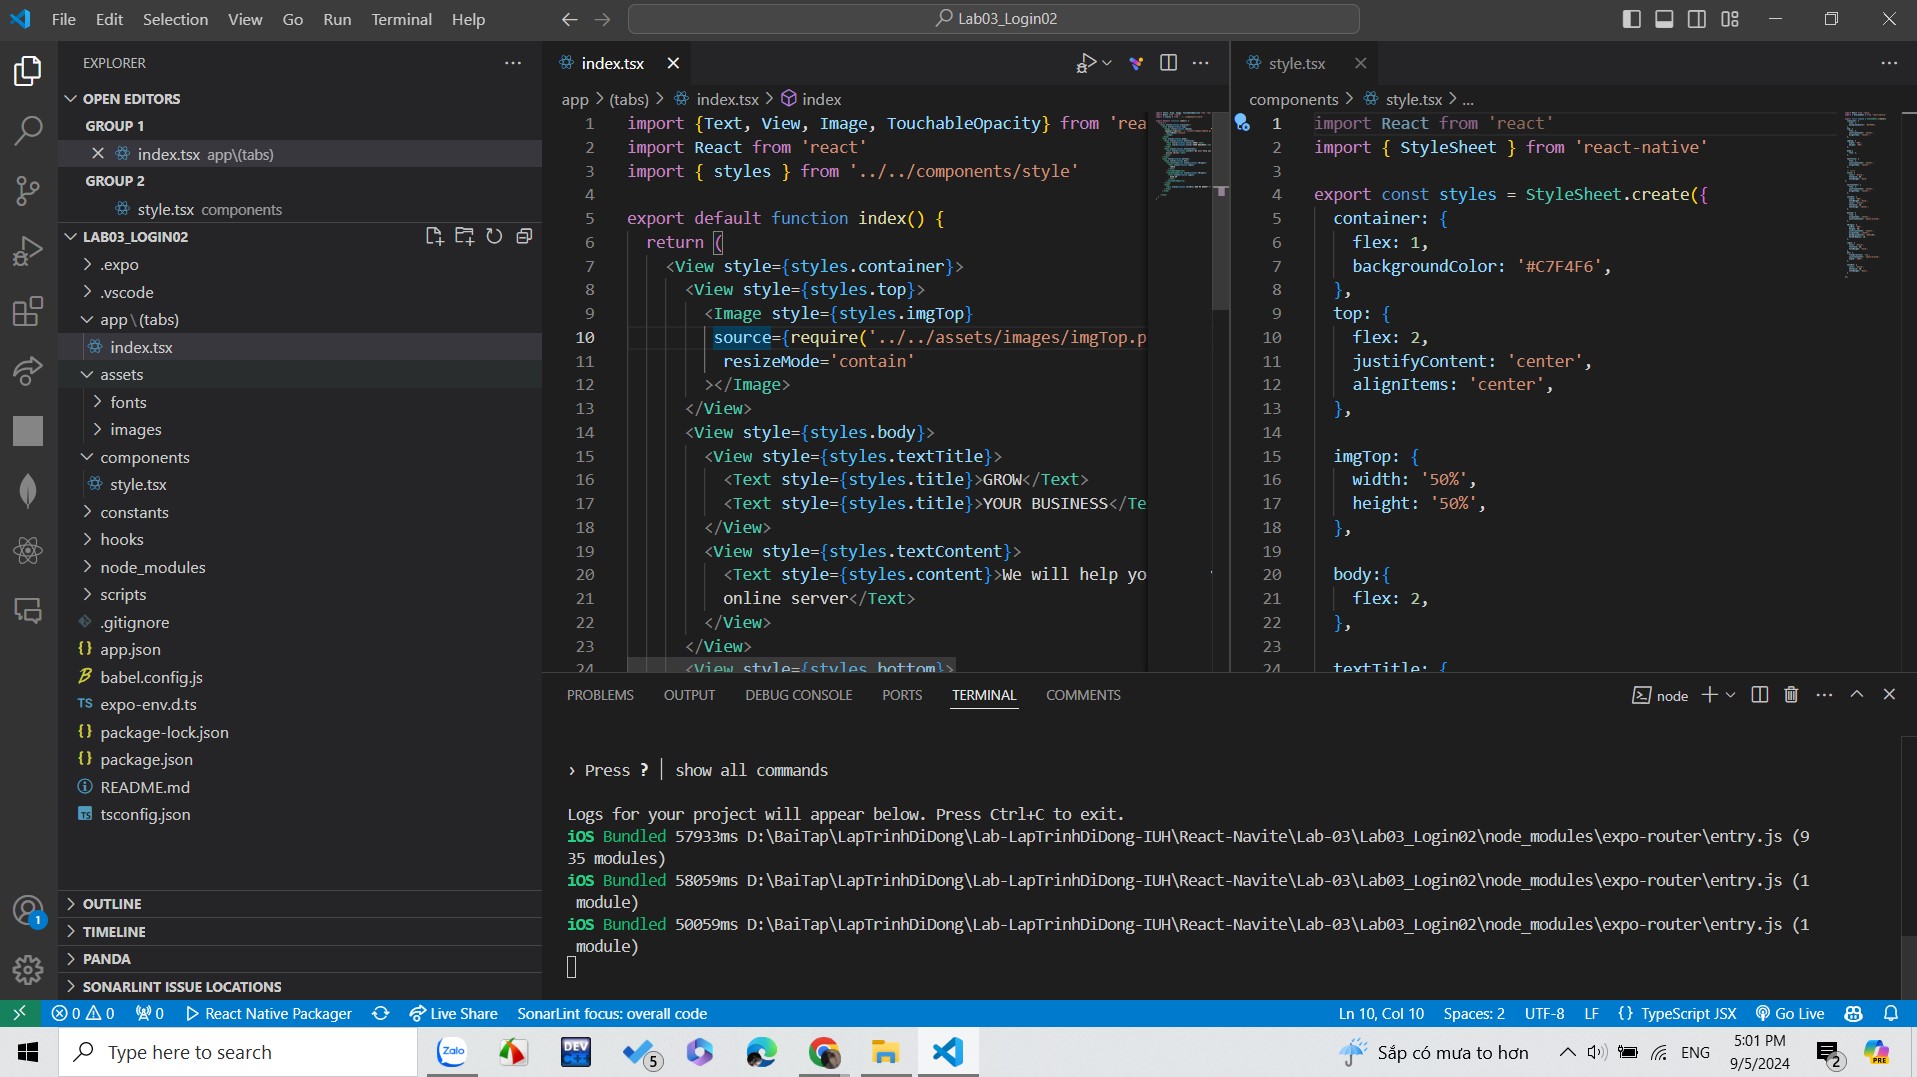 File Edit Selection View Go Run Terminal Help
Lab03_Login02
EXPLORER
OPEN EDITORS
GROUP 1
index.tsx app\(tabs)
GROUP 2
style.tsx components
LAB03_LOGIN02
.expo
.vscode
app\(tabs)
index.tsx
assets
fonts
images
components
style.tsx
constants
hooks
node_modules
scripts
.gitignore
app.json
babel.config.js
TS expo-env.d.ts
package-lock.json
package.json
README.md
tsconfig.json
OUTLINE
TIMELINE
PANDA
SONARLINT ISSUE LOCATIONS
index.tsx
app > (tabs) > index.tsx > index
1 import {Text, View, Image, TouchableOpacity} from 'rea
2 import React from 'react'
3 import { styles } from '../../components/style'
4
5 export default function index() {
6 return (
7 <View style={styles.container}>
8 <View style={styles.top}>
9 <Image style={styles.imgTop}
10 source={require('../../assets/images/imgTop.p
11 resizeMode='contain'
12 ></Image>
13 </View>
14 <View style={styles.body}>
15 <View style={styles.textTitle}>
16 <Text style={styles.title}>GROW</Text>
17 <Text style={styles.title}>YOUR BUSINESS</Te
18 </View>
19 <View style={styles.textContent}>
20 <Text style={styles.content}>We will help yo
21 online server</Text>
22 </View>
23 </View>
24 <View style={styles.bottom}>
style.tsx
components > style.tsx > ...
1 import React from 'react'
2 import { StyleSheet } from 'react-native'
3
4 export const styles = StyleSheet.create({
5 container: {
6 flex: 1,
7 backgroundColor: '#C7F4F6',
8 },
9 top: {
10 flex: 2,
11 justifyContent: 'center',
12 alignItems: 'center',
13 },
14
15 imgTop: {
16 width: '50%',
17 height: '50%',
18 },
19
20 body:{
21 flex: 2,
22 },
23
24 textTitle: {
PROBLEMS OUTPUT DEBUG CONSOLE PORTS TERMINAL COMMENTS
node
› Press ? │ show all commands
Logs for your project will appear below. Press Ctrl+C to exit.
iOS Bundled 57933ms D:\BaiTap\LapTrinhDiDong\Lab-LapTrinhDiDong-IUH\React-Navite\Lab-03\Lab03_Login02\node_modules\expo-router\entry.js (9
35 modules)
iOS Bundled 58059ms D:\BaiTap\LapTrinhDiDong\Lab-LapTrinhDiDong-IUH\React-Navite\Lab-03\Lab03_Login02\node_modules\expo-router\entry.js (1
module)
iOS Bundled 50059ms D:\BaiTap\LapTrinhDiDong\Lab-LapTrinhDiDong-IUH\React-Navite\Lab-03\Lab03_Login02\node_modules\expo-router\entry.js (1
module)
1
0 0 0 React Native Packager Live Share SonarLint focus: overall code
Ln 10, Col 10 Spaces: 2 UTF-8 LF {} TypeScript JSX Go Live
Type here to search
Zalo
DEV C++
5
Sắp có mưa to hơn
ENG
5:01 PM
9/5/2024
2
PRE